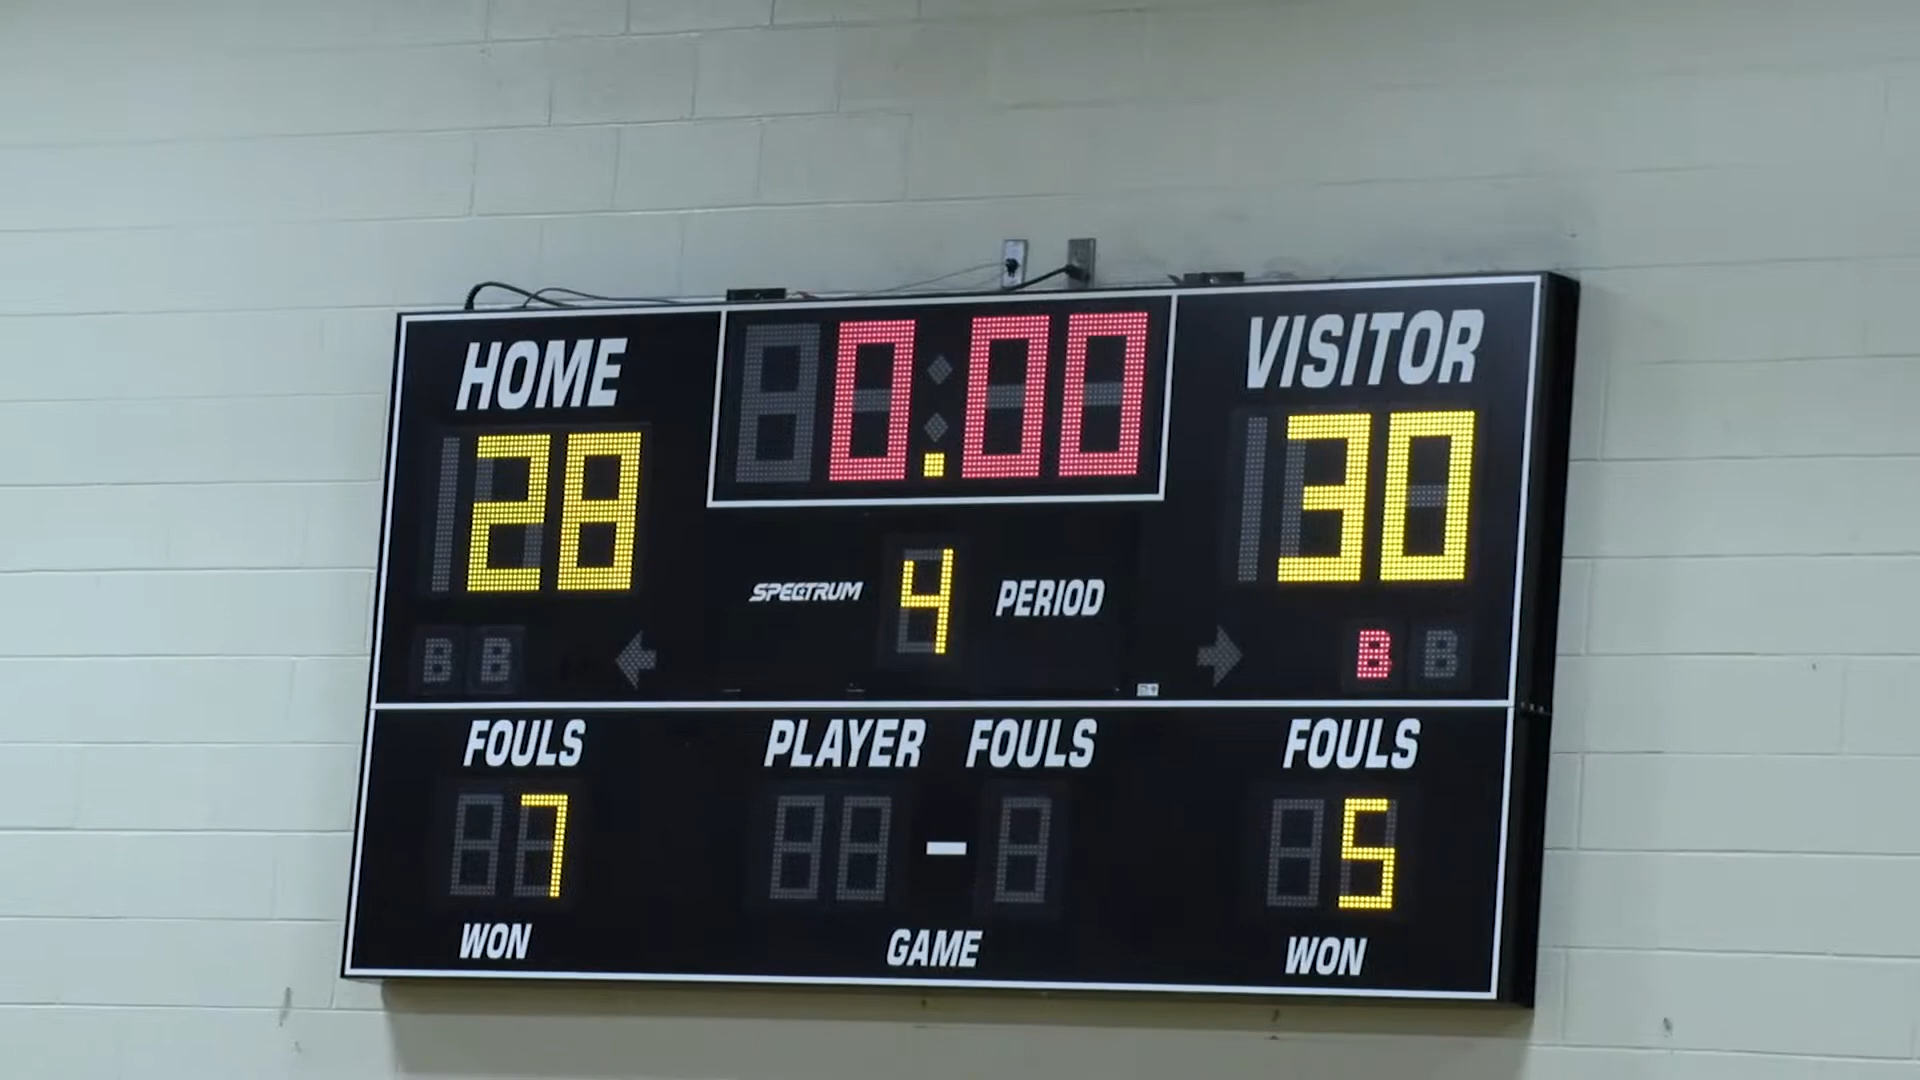 HOME 0.00 VISITOR
28 30
SPECTRUM 4 PERIOD
B B B B
FOULS PLAYER FOULS FOULS
7 - 5
WON GAME WON